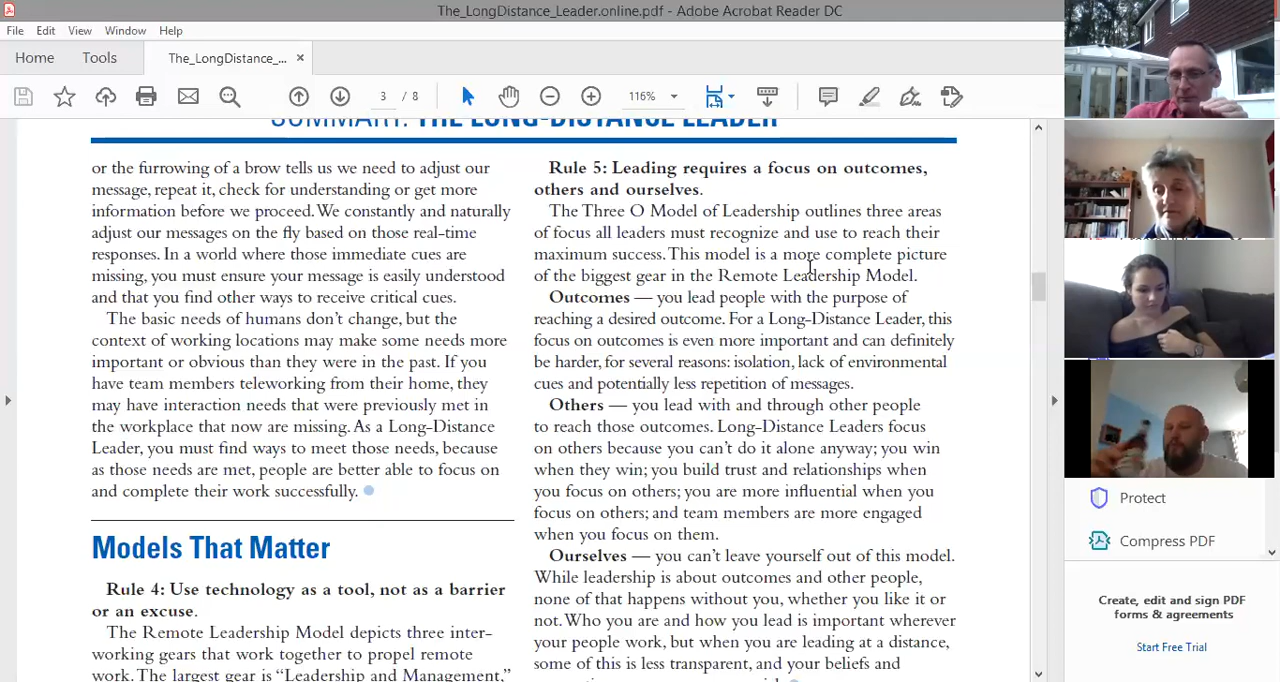 The_LongDistance_Leader.online.pdf - Adobe Acrobat Reader DC
File Edit View Window Help
Home Tools The_LongDistance_... ×
3 / 8 116%
SUMMARY: THE LONG-DISTANCE LEADER
or the furrowing of a brow tells us we need to adjust our
message, repeat it, check for understanding or get more
information before we proceed. We constantly and naturally
adjust our messages on the fly based on those real-time
responses. In a world where those immediate cues are
missing, you must ensure your message is easily understood
and that you find other ways to receive critical cues.
The basic needs of humans don't change, but the
context of working locations may make some needs more
important or obvious than they were in the past. If you
have team members teleworking from their home, they
may have interaction needs that were previously met in
the workplace that now are missing. As a Long-Distance
Leader, you must find ways to meet those needs, because
as those needs are met, people are better able to focus on
and complete their work successfully.
Models That Matter
Rule 4: Use technology as a tool, not as a barrier
or an excuse.
The Remote Leadership Model depicts three inter-
working gears that work together to propel remote
work. The largest gear is "Leadership and Management,"
Rule 5: Leading requires a focus on outcomes,
others and ourselves.
The Three O Model of Leadership outlines three areas
of focus all leaders must recognize and use to reach their
maximum success. This model is a more complete picture
of the biggest gear in the Remote Leadership Model.
Outcomes — you lead people with the purpose of
reaching a desired outcome. For a Long-Distance Leader, this
focus on outcomes is even more important and can definitely
be harder, for several reasons: isolation, lack of environmental
cues and potentially less repetition of messages.
Others — you lead with and through other people
to reach those outcomes. Long-Distance Leaders focus
on others because you can't do it alone anyway; you win
when they win; you build trust and relationships when
you focus on others; you are more influential when you
focus on others; and team members are more engaged
when you focus on them.
Ourselves — you can't leave yourself out of this model.
While leadership is about outcomes and other people,
none of that happens without you, whether you like it or
not. Who you are and how you lead is important wherever
your people work, but when you are leading at a distance,
some of this is less transparent, and your beliefs and
Protect
Compress PDF
Create, edit and sign PDF
forms & agreements
Start Free Trial